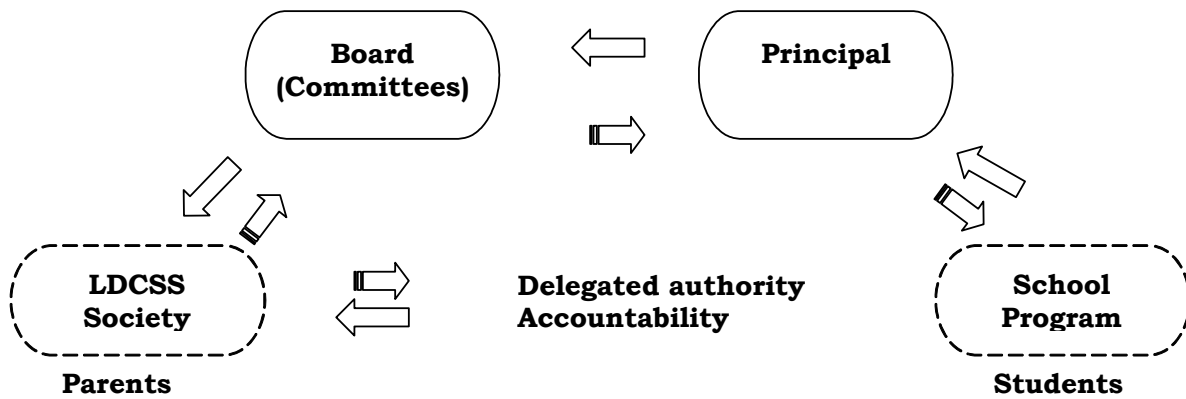 Board
(Committees)
Principal
LDCSS
Society
Delegated authority
Accountability
School
Program
Parents
Students